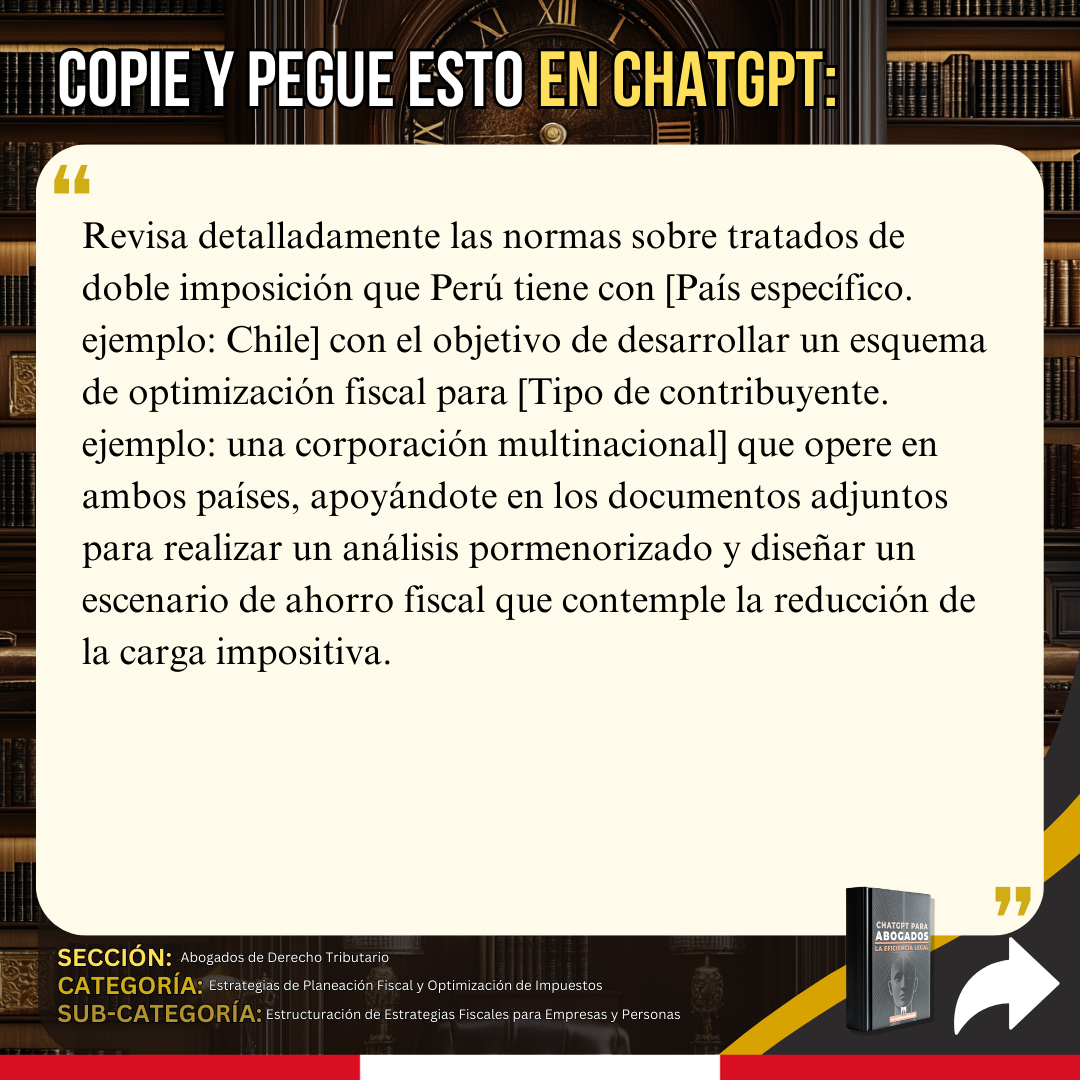 COPIE Y PEGUE ESTO EN CHATGPT:
“
Revisa detalladamente las normas sobre tratados de
doble imposición que Perú tiene con [País específico.
ejemplo: Chile] con el objetivo de desarrollar un esquema
de optimización fiscal para [Tipo de contribuyente.
ejemplo: una corporación multinacional] que opere en
ambos países, apoyándote en los documentos adjuntos
para realizar un análisis pormenorizado y diseñar un
escenario de ahorro fiscal que contemple la reducción de
la carga impositiva.
”
CHATGPT PARA
ABOGADOS
LA EFICIENCIA LEGAL
SECCIÓN: Abogados de Derecho Tributario
CATEGORÍA: Estrategias de Planeación Fiscal y Optimización de Impuestos
SUB-CATEGORÍA: Estructuración de Estrategias Fiscales para Empresas y Personas